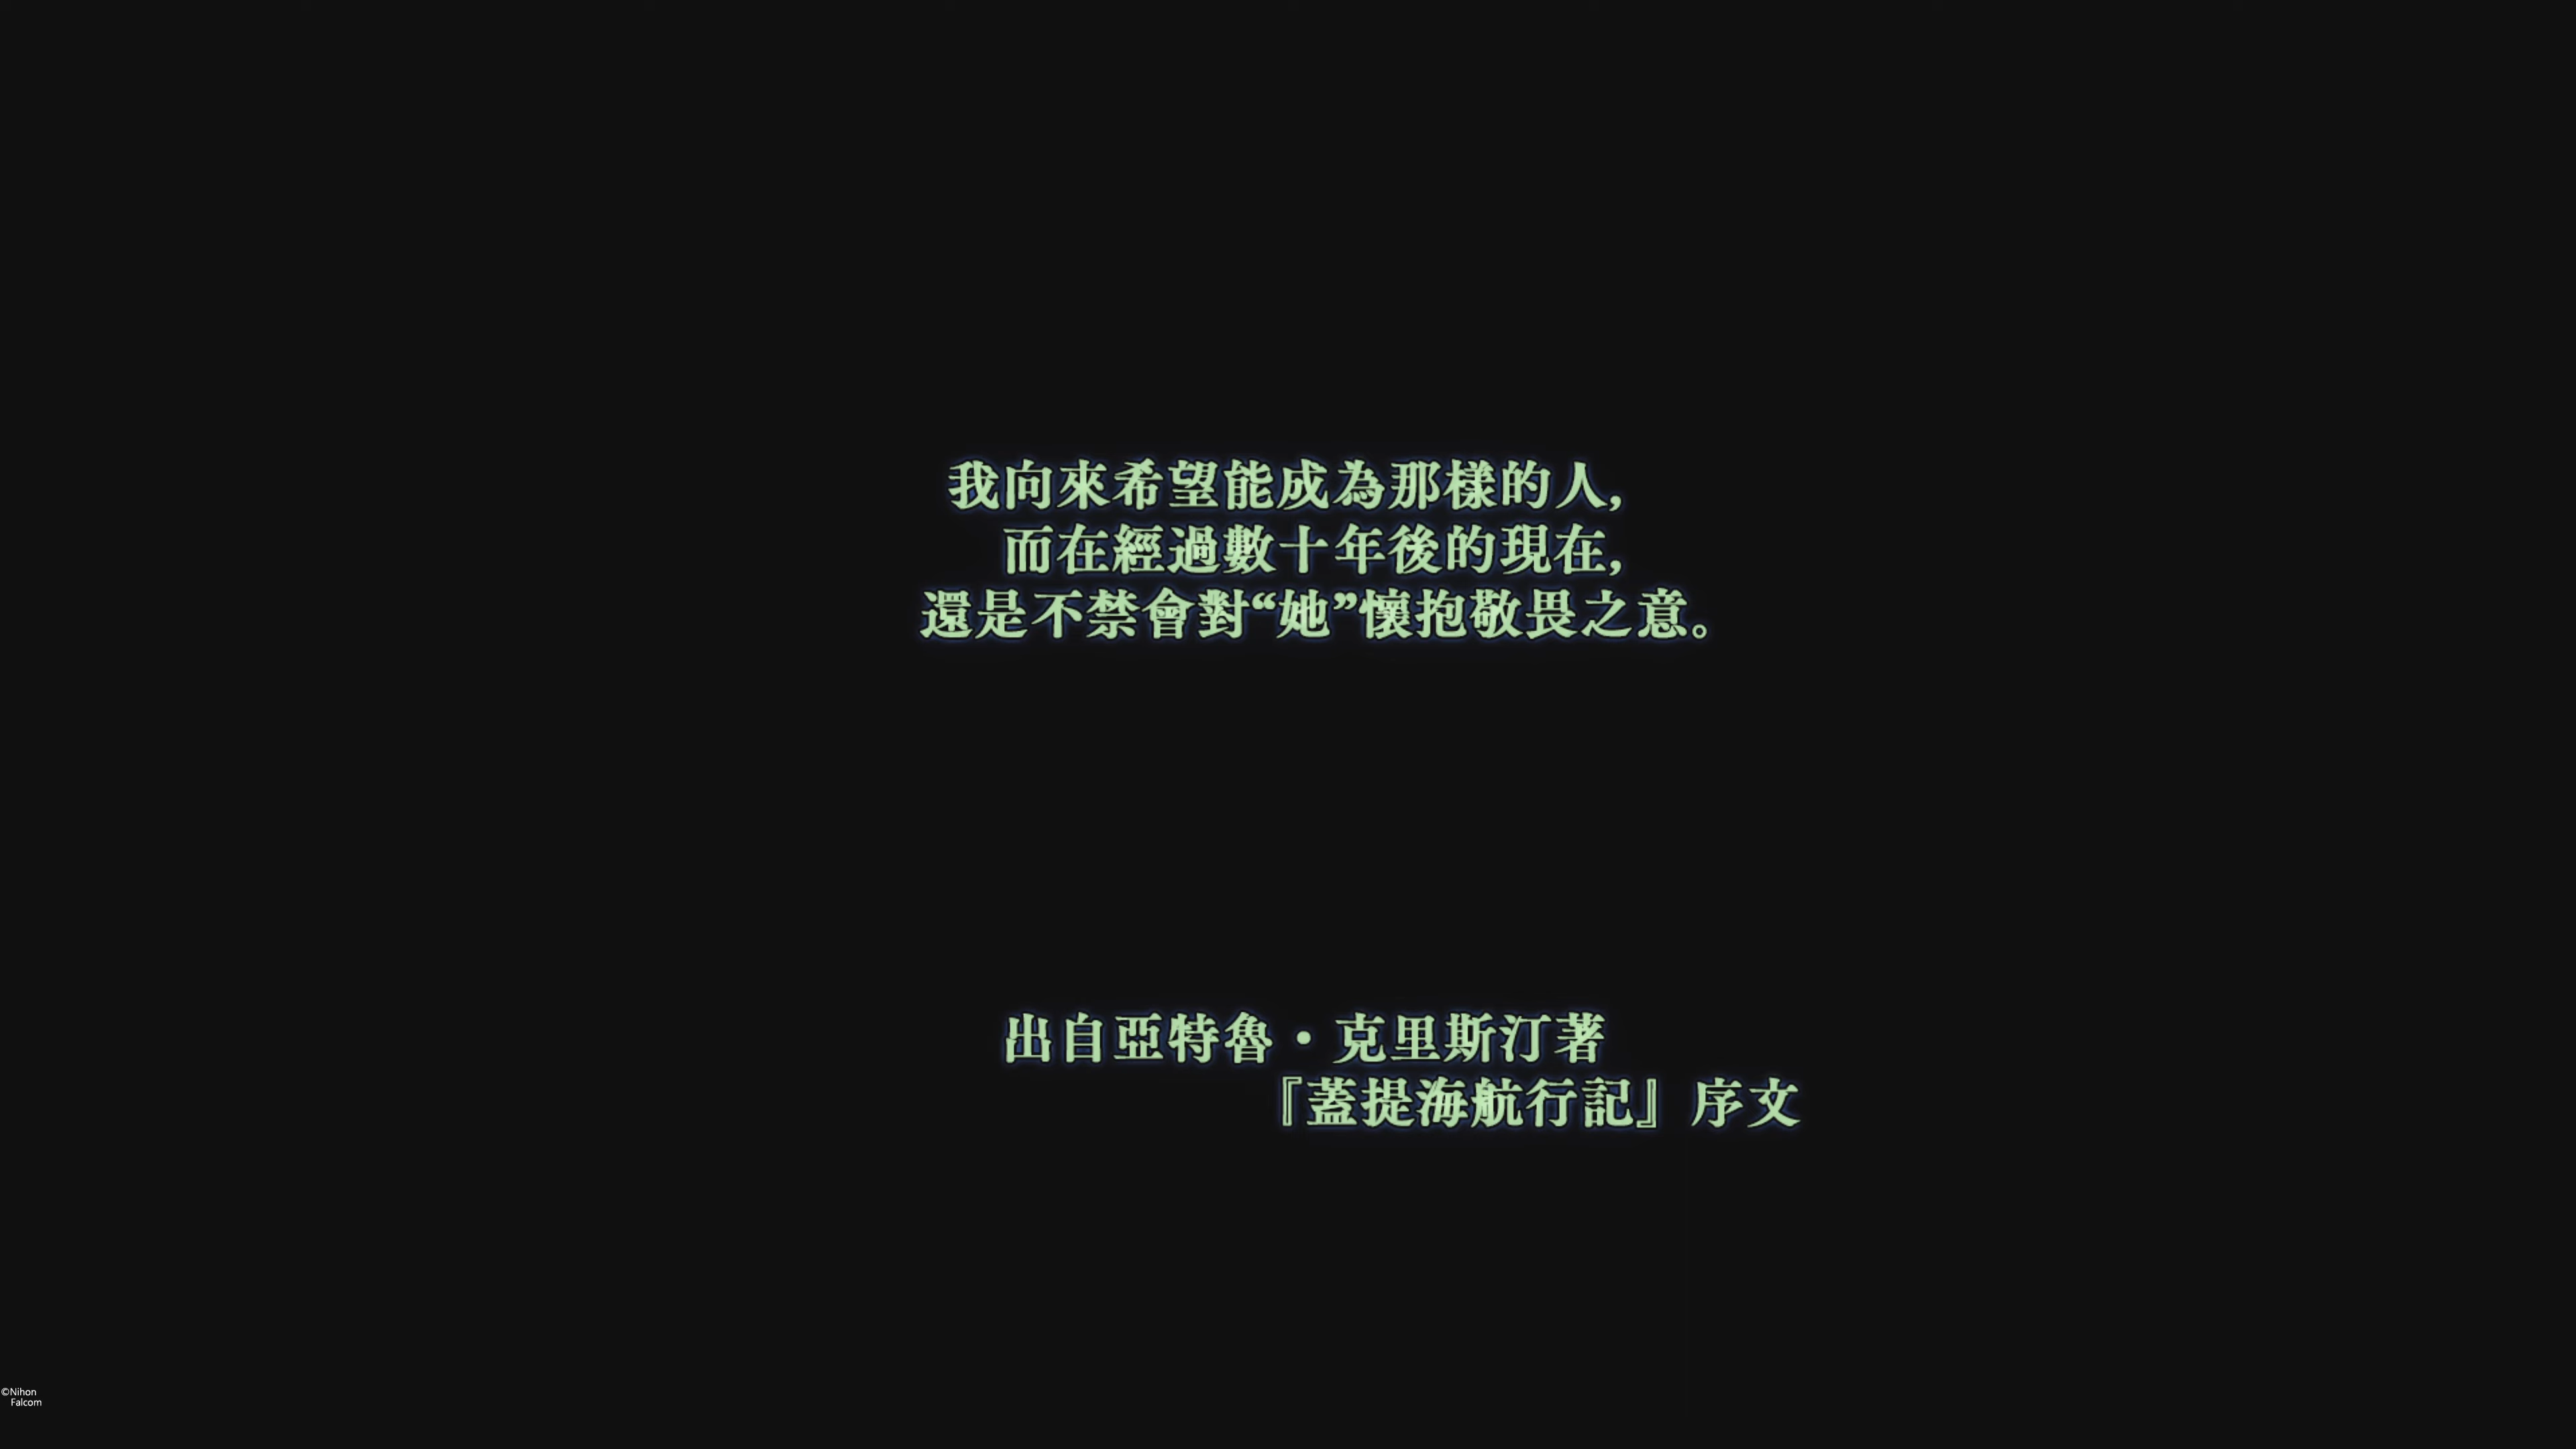 我向來希望能成為那樣的人,
而在經過數十年後的現在,
還是不禁會對“她”懷抱敬畏之意。
出自亞特魯・克里斯汀著
『蓋提海航行記』序文
©Nihon
Falcom